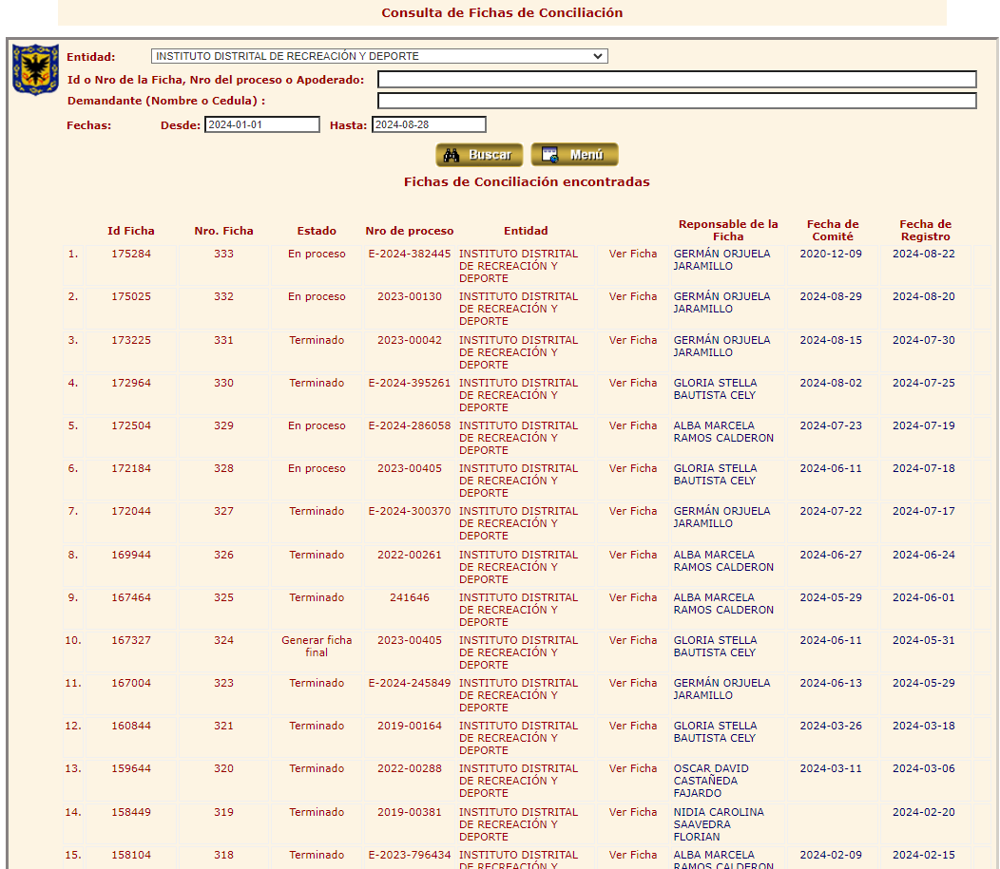 Consulta de Fichas de Conciliación
Entidad: INSTITUTO DISTRITAL DE RECREACIÓN Y DEPORTE
Id o Nro de la Ficha, Nro del proceso o Apoderado:
Demandante (Nombre o Cedula) :
Fechas: Desde: 2024-01-01 Hasta: 2024-08-28
Buscar Menú
Fichas de Conciliación encontradas
Id Ficha Nro. Ficha Estado Nro de proceso Entidad Reponsable de la Ficha Fecha de Comité Fecha de Registro
1. 175284 333 En proceso E-2024-382445 INSTITUTO DISTRITAL DE RECREACIÓN Y DEPORTE Ver Ficha GERMÁN ORJUELA JARAMILLO 2020-12-09 2024-08-22
2. 175025 332 En proceso 2023-00130 INSTITUTO DISTRITAL DE RECREACIÓN Y DEPORTE Ver Ficha GERMÁN ORJUELA JARAMILLO 2024-08-29 2024-08-20
3. 173225 331 Terminado 2023-00042 INSTITUTO DISTRITAL DE RECREACIÓN Y DEPORTE Ver Ficha GERMÁN ORJUELA JARAMILLO 2024-08-15 2024-07-30
4. 172964 330 Terminado E-2024-395261 INSTITUTO DISTRITAL DE RECREACIÓN Y DEPORTE Ver Ficha GLORIA STELLA BAUTISTA CELY 2024-08-02 2024-07-25
5. 172504 329 En proceso E-2024-286058 INSTITUTO DISTRITAL DE RECREACIÓN Y DEPORTE Ver Ficha ALBA MARCELA RAMOS CALDERON 2024-07-23 2024-07-19
6. 172184 328 En proceso 2023-00405 INSTITUTO DISTRITAL DE RECREACIÓN Y DEPORTE Ver Ficha GLORIA STELLA BAUTISTA CELY 2024-06-11 2024-07-18
7. 172044 327 Terminado E-2024-300370 INSTITUTO DISTRITAL DE RECREACIÓN Y DEPORTE Ver Ficha GERMÁN ORJUELA JARAMILLO 2024-07-22 2024-07-17
8. 169944 326 Terminado 2022-00261 INSTITUTO DISTRITAL DE RECREACIÓN Y DEPORTE Ver Ficha ALBA MARCELA RAMOS CALDERON 2024-06-27 2024-06-24
9. 167464 325 Terminado 241646 INSTITUTO DISTRITAL DE RECREACIÓN Y DEPORTE Ver Ficha ALBA MARCELA RAMOS CALDERON 2024-05-29 2024-06-01
10. 167327 324 Generar ficha final 2023-00405 INSTITUTO DISTRITAL DE RECREACIÓN Y DEPORTE Ver Ficha GLORIA STELLA BAUTISTA CELY 2024-06-11 2024-05-31
11. 167004 323 Terminado E-2024-245849 INSTITUTO DISTRITAL DE RECREACIÓN Y DEPORTE Ver Ficha GERMÁN ORJUELA JARAMILLO 2024-06-13 2024-05-29
12. 160844 321 Terminado 2019-00164 INSTITUTO DISTRITAL DE RECREACIÓN Y DEPORTE Ver Ficha GLORIA STELLA BAUTISTA CELY 2024-03-26 2024-03-18
13. 159644 320 Terminado 2022-00288 INSTITUTO DISTRITAL DE RECREACIÓN Y DEPORTE Ver Ficha OSCAR DAVID CASTAÑEDA FAJARDO 2024-03-11 2024-03-06
14. 158449 319 Terminado 2019-00381 INSTITUTO DISTRITAL DE RECREACIÓN Y DEPORTE Ver Ficha NIDIA CAROLINA SAAVEDRA FLORIAN 2024-02-20
15. 158104 318 Terminado E-2023-796434 INSTITUTO DISTRITAL DE RECREACIÓN Y Ver Ficha ALBA MARCELA RAMOS CALDERON 2024-02-09 2024-02-15